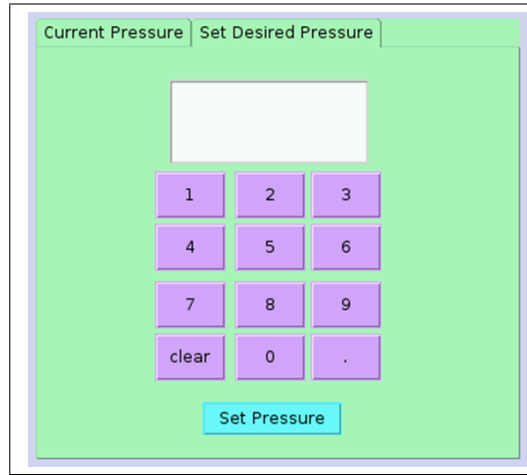 Current Pressure Set Desired Pressure
1 2 3
4 5 6
7 8 9
clear 0 .
Set Pressure